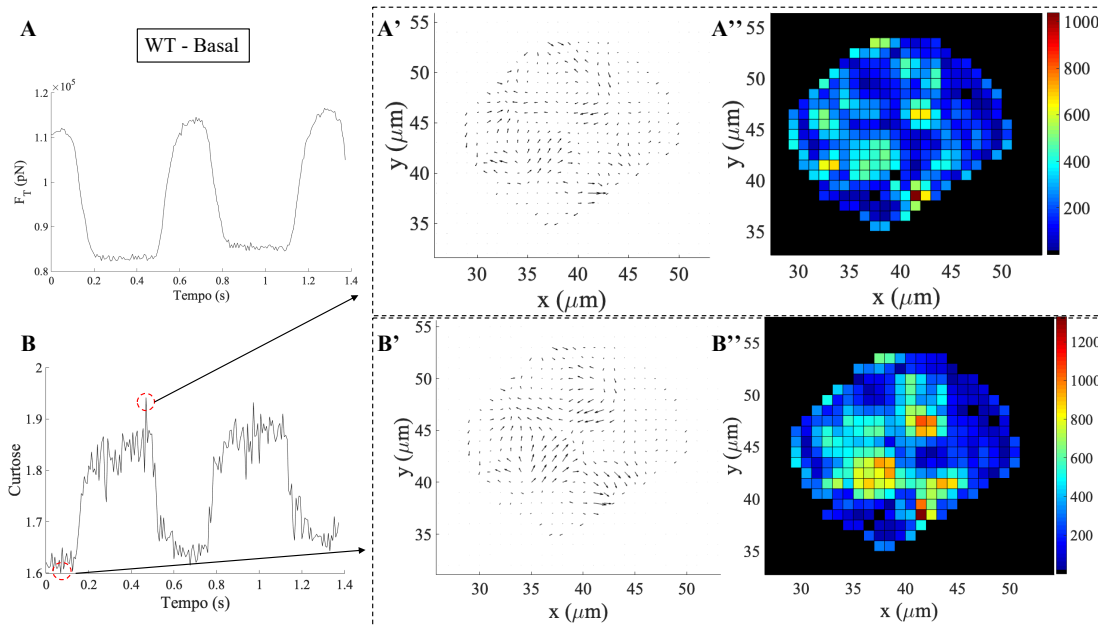 A
WT - Basal
×10⁵
1.2
1.1
1
0.9
0.8
F_T (pN)
0 0.2 0.4 0.6 0.8 1 1.2 1.4
Tempo (s)
A’
55
50
45
40
35
y (μm)
30 35 40 45 50
x (μm)
A’’
55
50
45
40
35
y (μm)
30 35 40 45 50
x (μm)
1000
800
600
400
200
B
2
1.9
1.8
1.7
1.6
Curtose
0 0.2 0.4 0.6 0.8 1 1.2 1.4
Tempo (s)
B’
55
50
45
40
35
y (μm)
30 35 40 45 50
x (μm)
B’’
55
50
45
40
35
y (μm)
30 35 40 45 50
x (μm)
1200
1000
800
600
400
200